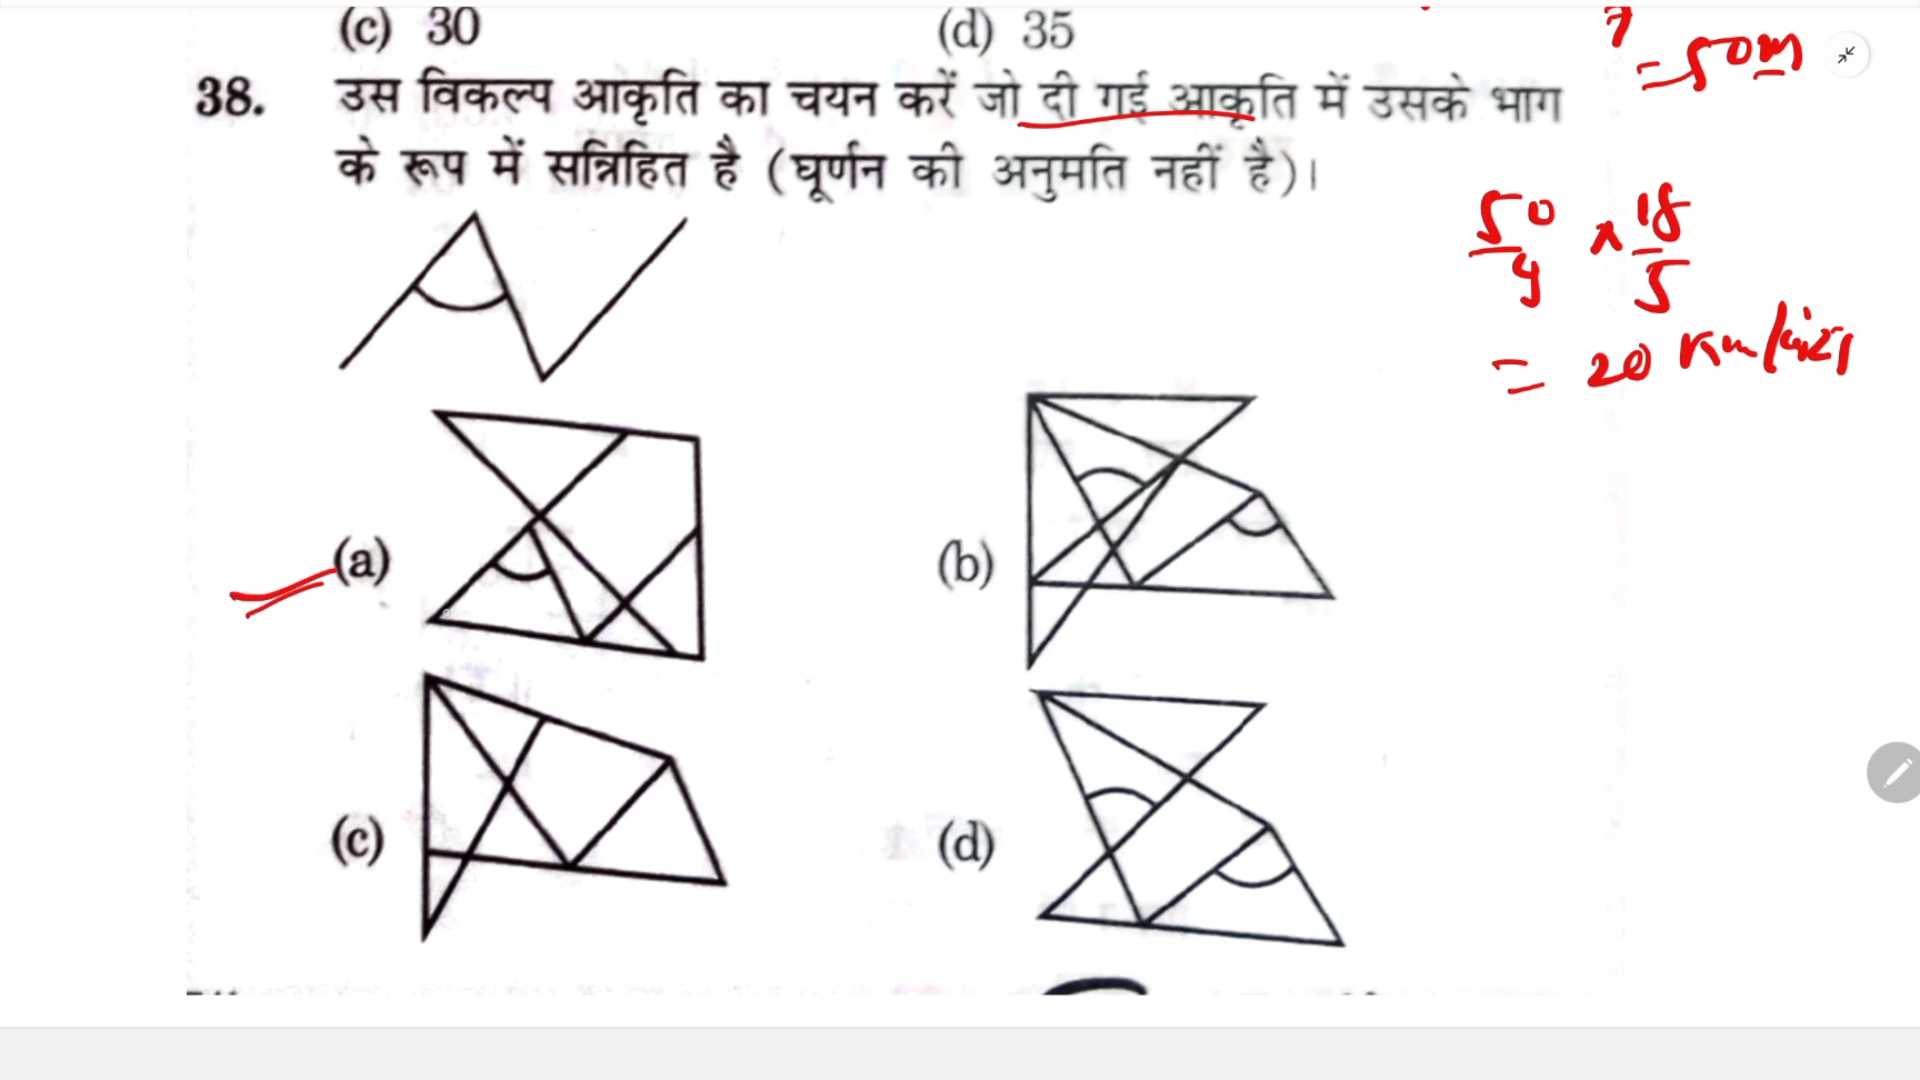 (c) 30 (d) 35
38. उस विकल्प आकृति का चयन करें जो दी गई आकृति में उसके भाग
के रूप में सन्निहित है (घूर्णन की अनुमति नहीं है)।
(a) (b)
(c) (d)
7
= 50m
50/4 × 18/5
= 20 Km/